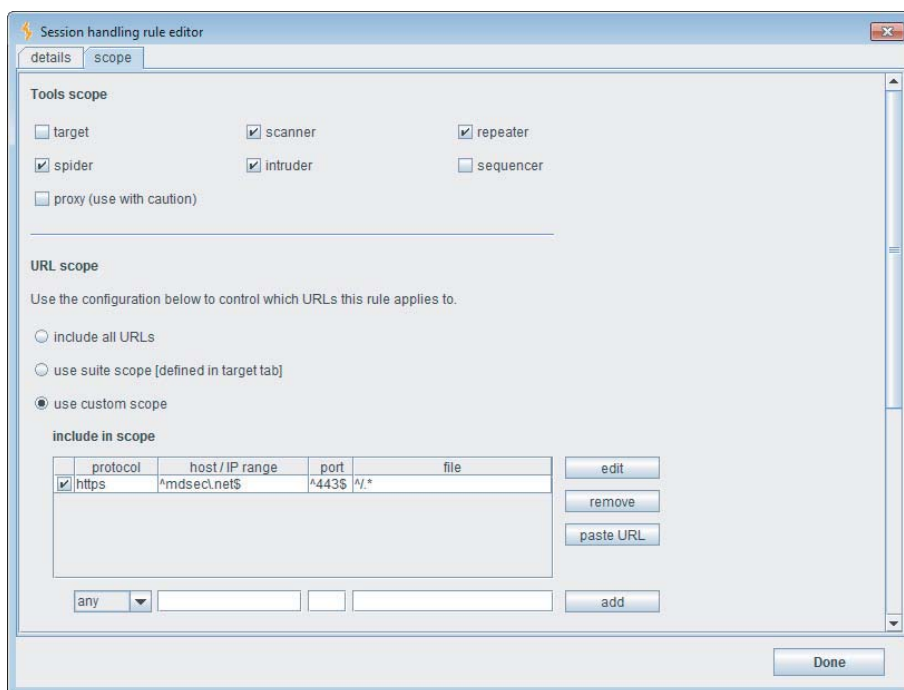 Session handling rule editor
details scope
Tools scope
target scanner repeater
spider intruder sequencer
proxy (use with caution)
URL scope
Use the configuration below to control which URLs this rule applies to.
include all URLs
use suite scope [defined in target tab]
use custom scope
include in scope
protocol host / IP range port file
https ^mdsec\.net$ ^443$ ^/.*
edit
remove
paste URL
any add
Done